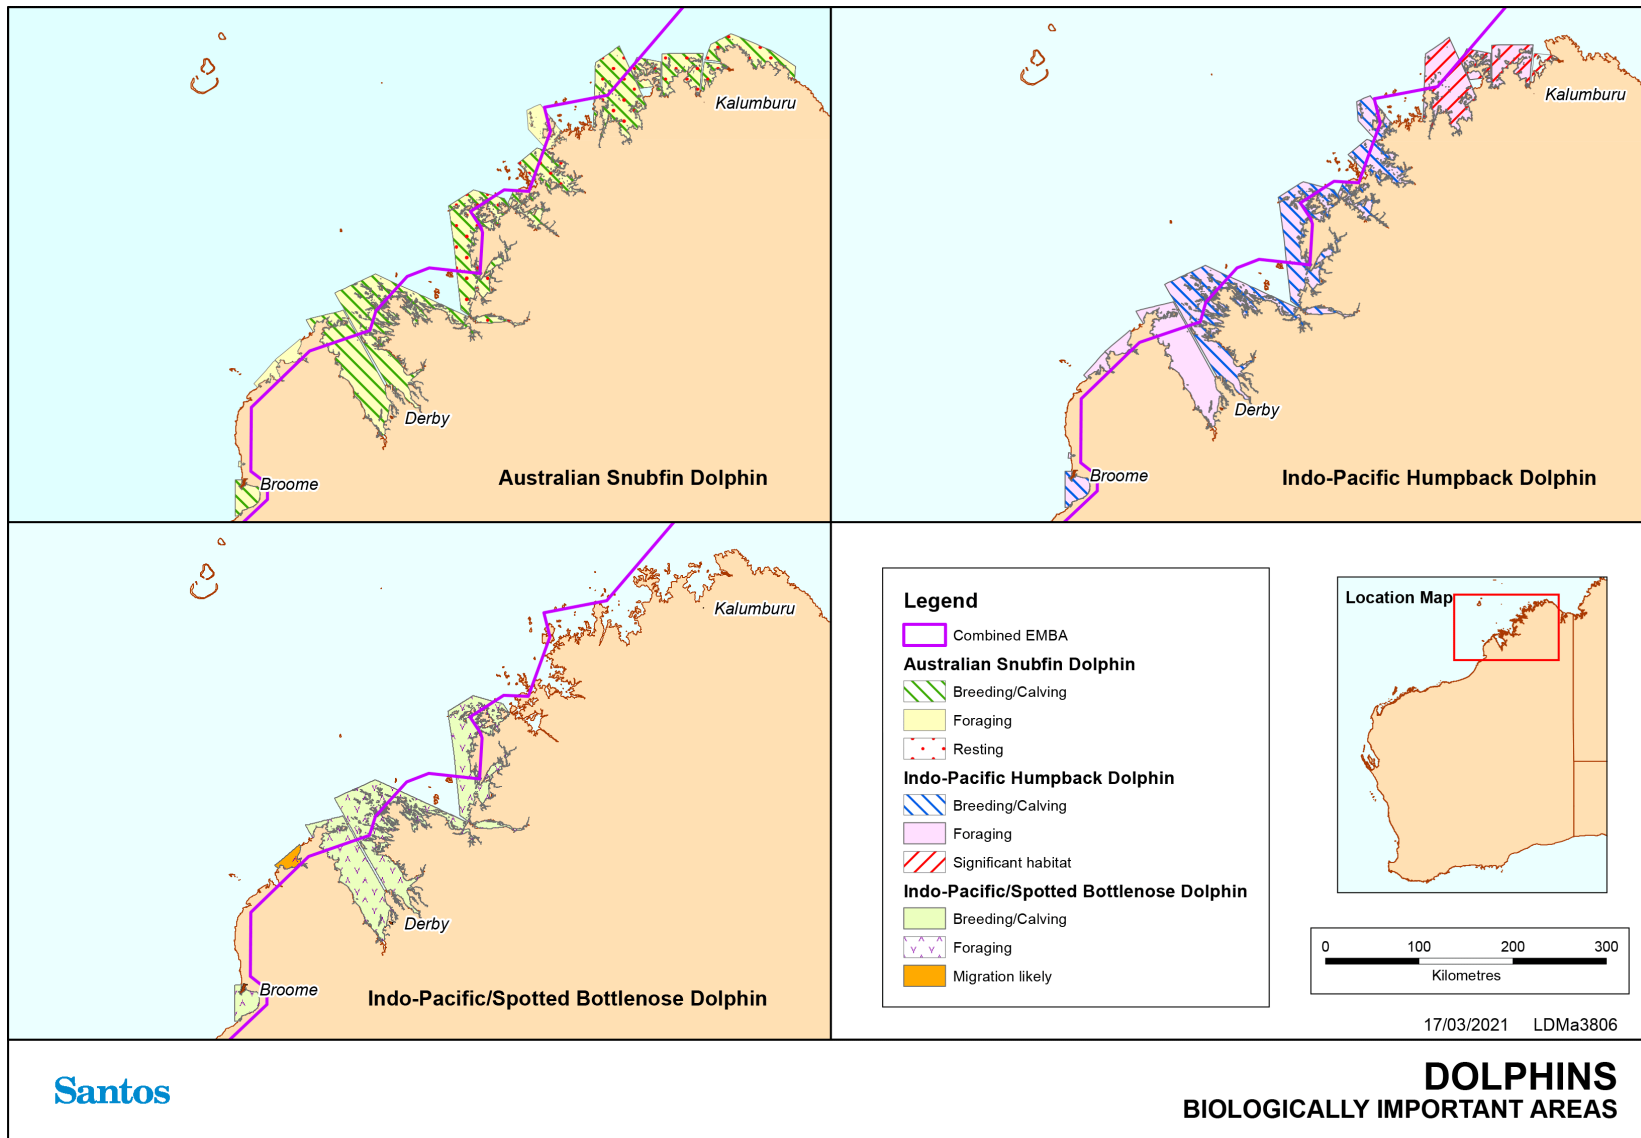 Kalumburu
Derby
Broome
Australian Snubfin Dolphin
Kalumburu
Derby
Broome
Indo-Pacific Humpback Dolphin
Kalumburu
Derby
Broome
Indo-Pacific/Spotted Bottlenose Dolphin
Legend
Combined EMBA
Australian Snubfin Dolphin
Breeding/Calving
Foraging
Resting
Indo-Pacific Humpback Dolphin
Breeding/Calving
Foraging
Significant habitat
Indo-Pacific/Spotted Bottlenose Dolphin
Breeding/Calving
Foraging
Migration likely
Location Map
0 100 200 300
Kilometres
17/03/2021 LDMa3806
Santos
DOLPHINS
BIOLOGICALLY IMPORTANT AREAS